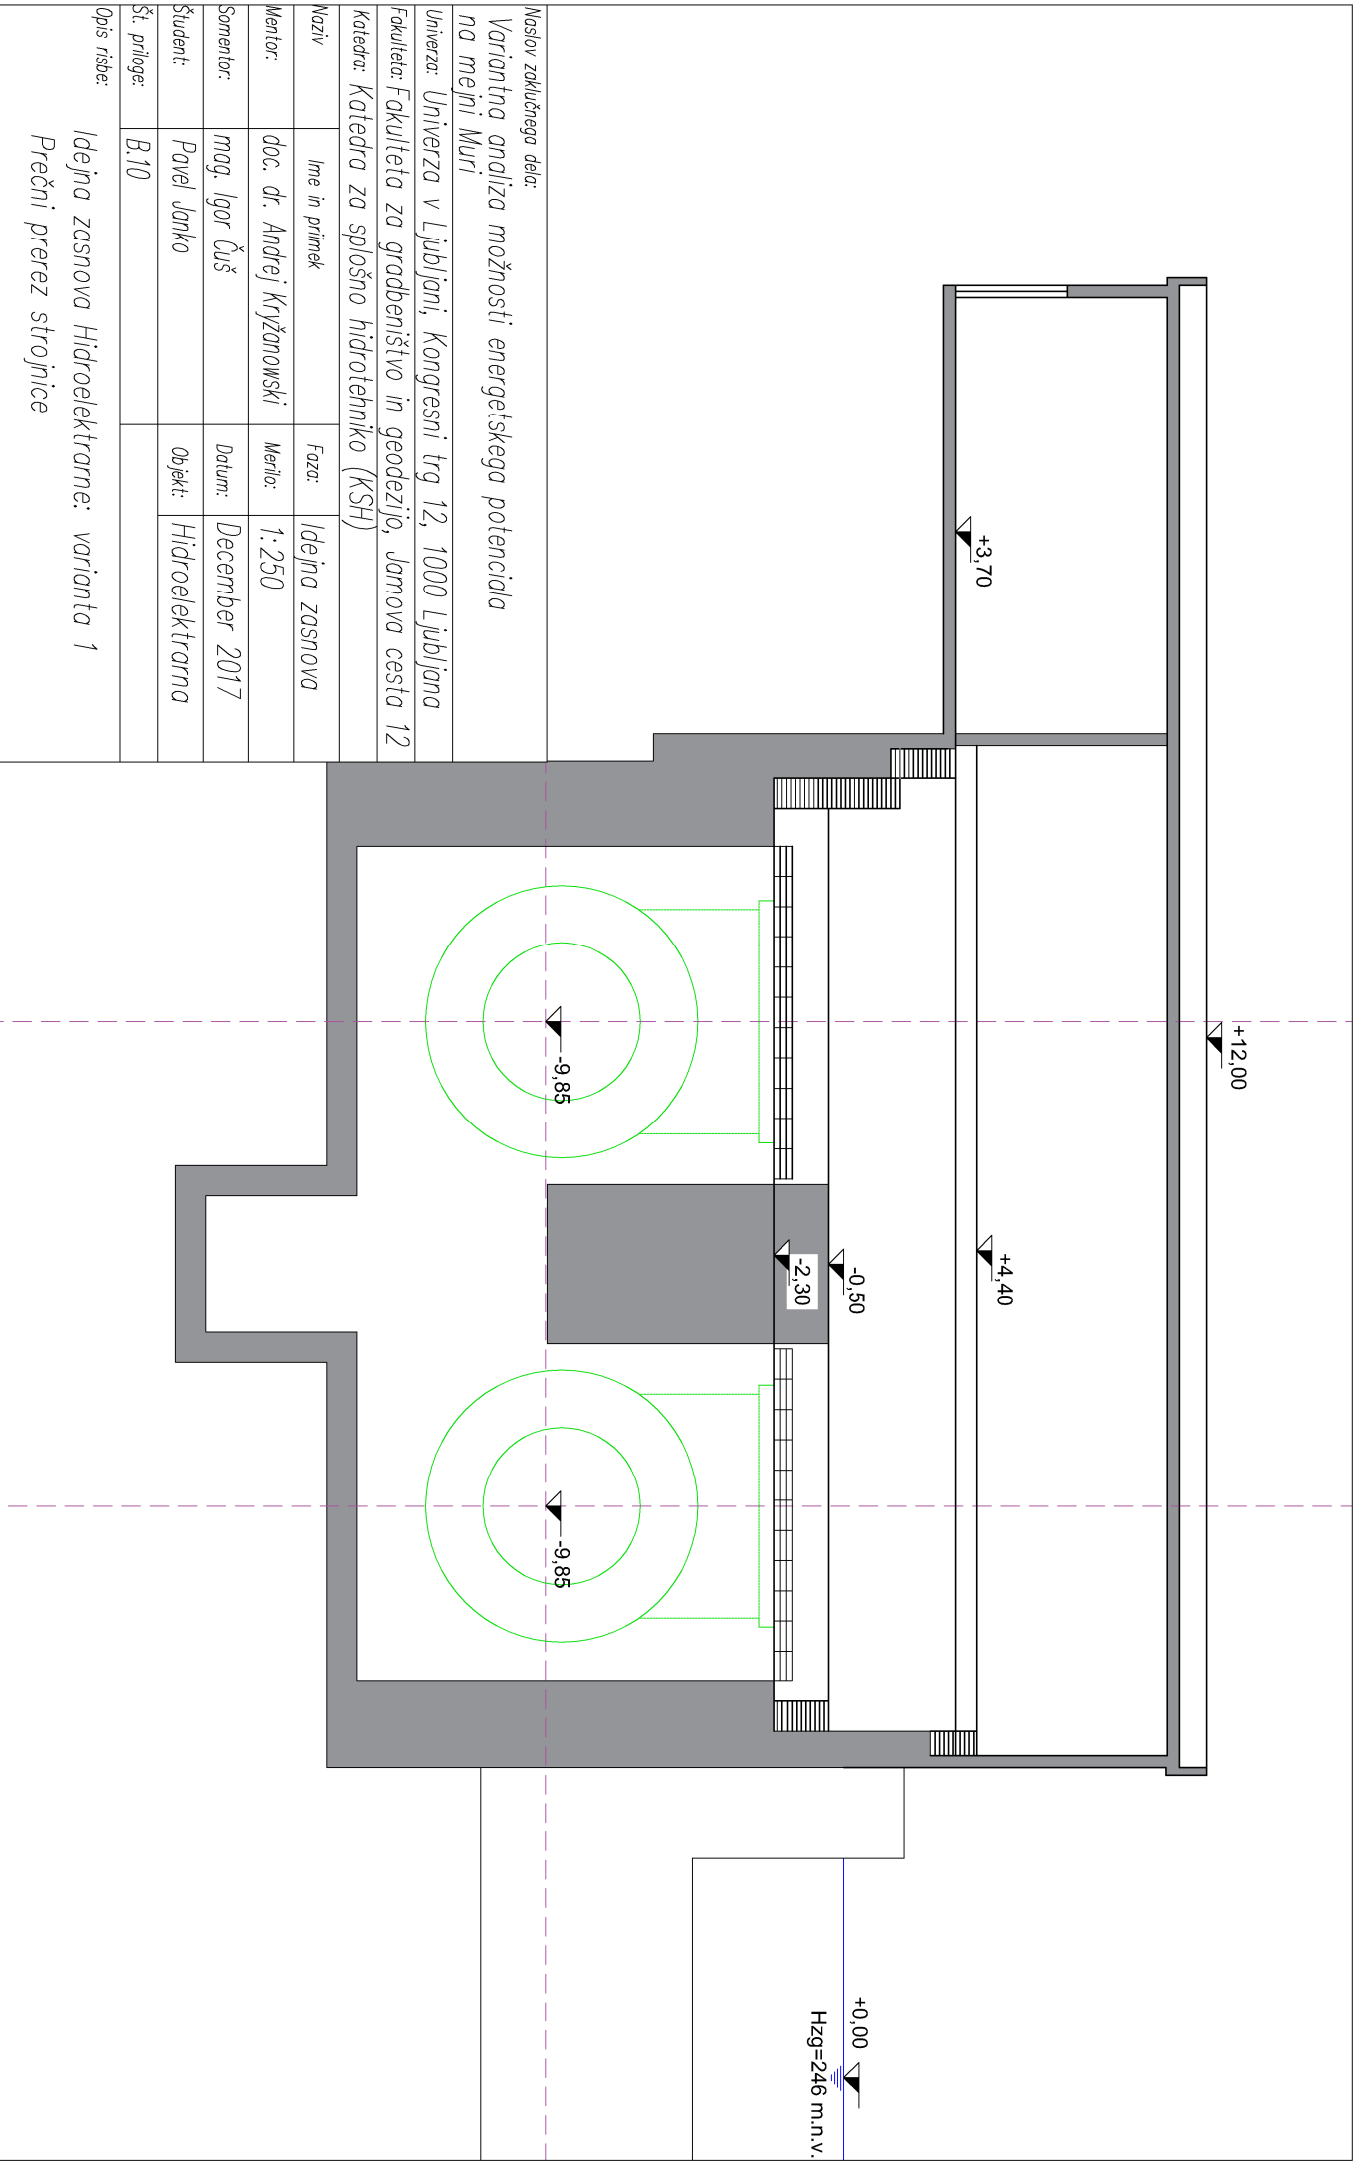 Naslov zaključnega dela:
Variantna analiza možnosti energetskega potenciala
na mejni Muri
Univerza: Univerza v Ljubljani, Kongresni trg 12, 1000 Ljubljana
Fakulteta: Fakulteta za gradbeništvo in geodezijo, Jamova cesta 12
Katedra: Katedra za splošno hidrotehniko (KSH)
Naziv Ime in priimek Faza: Idejna zasnova
Mentor: doc. dr. Andrej Kryžanowski Merilo: 1:250
Somentor: mag. Igor Čuš Datum: December 2017
Študent: Pavel Janko Objekt: Hidroelektrarna
Št. priloge: B.10
Opis risbe:
Idejna zasnova Hidroelektrarne: varianta 1
Prečni prerez strojnice
+12,00
+3,70
+4,40
-0,50
-2,30
-9,85
-9,85
+0,00
Hzg=246 m.n.v.